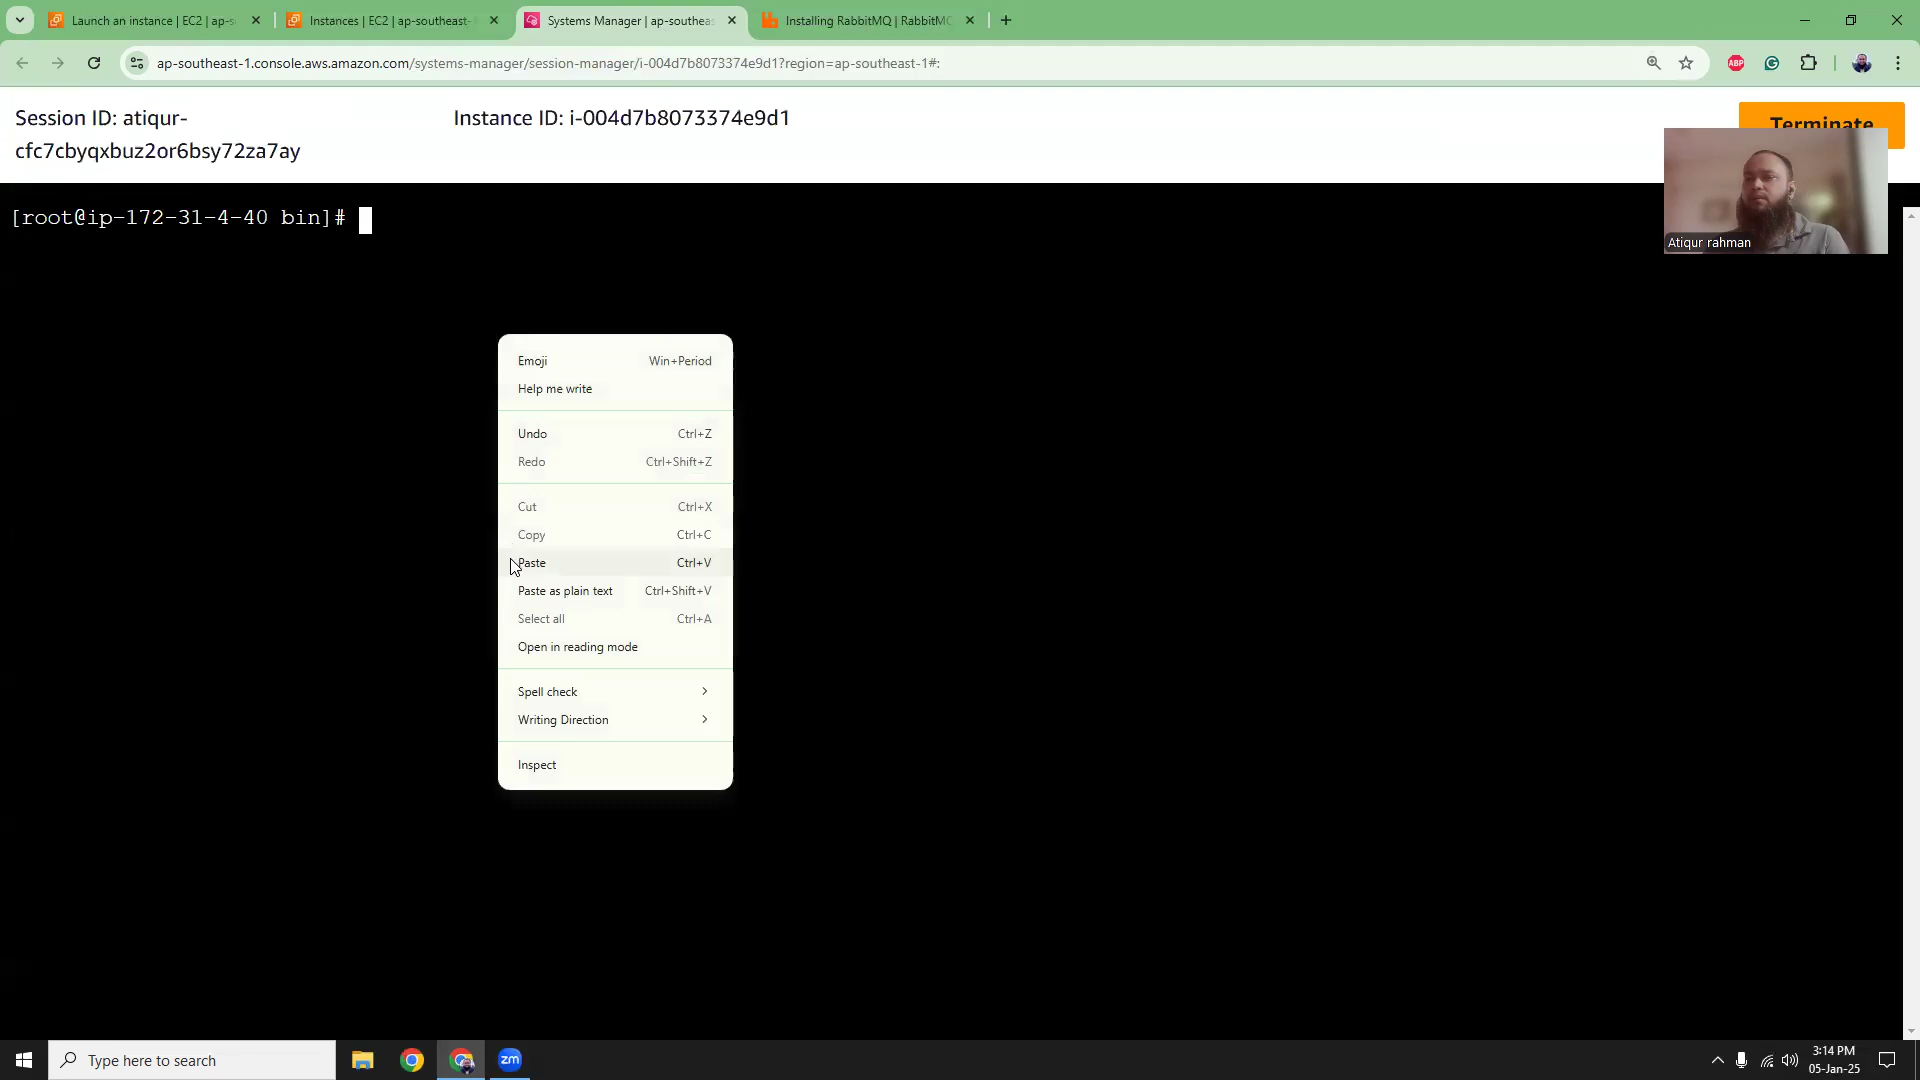 Launch an instance | EC2 | ap-s
Instances | EC2 | ap-southeast-
Systems Manager | ap-southeas
Installing RabbitMQ | RabbitMQ
ap-southeast-1.console.aws.amazon.com/systems-manager/session-manager/i-004d7b8073374e9d1?region=ap-southeast-1#:
ABP
Session ID: atiqur-
cfc7cbyqxbuz2or6bsy72za7ay
Instance ID: i-004d7b8073374e9d1
Terminate
Atiqur rahman
[root@ip-172-31-4-40 bin]#
Emoji Win+Period
Help me write
Undo Ctrl+Z
Redo Ctrl+Shift+Z
Cut Ctrl+X
Copy Ctrl+C
Paste Ctrl+V
Paste as plain text Ctrl+Shift+V
Select all Ctrl+A
Open in reading mode
Spell check
Writing Direction
Inspect
Type here to search
zm
3:14 PM
05-Jan-25